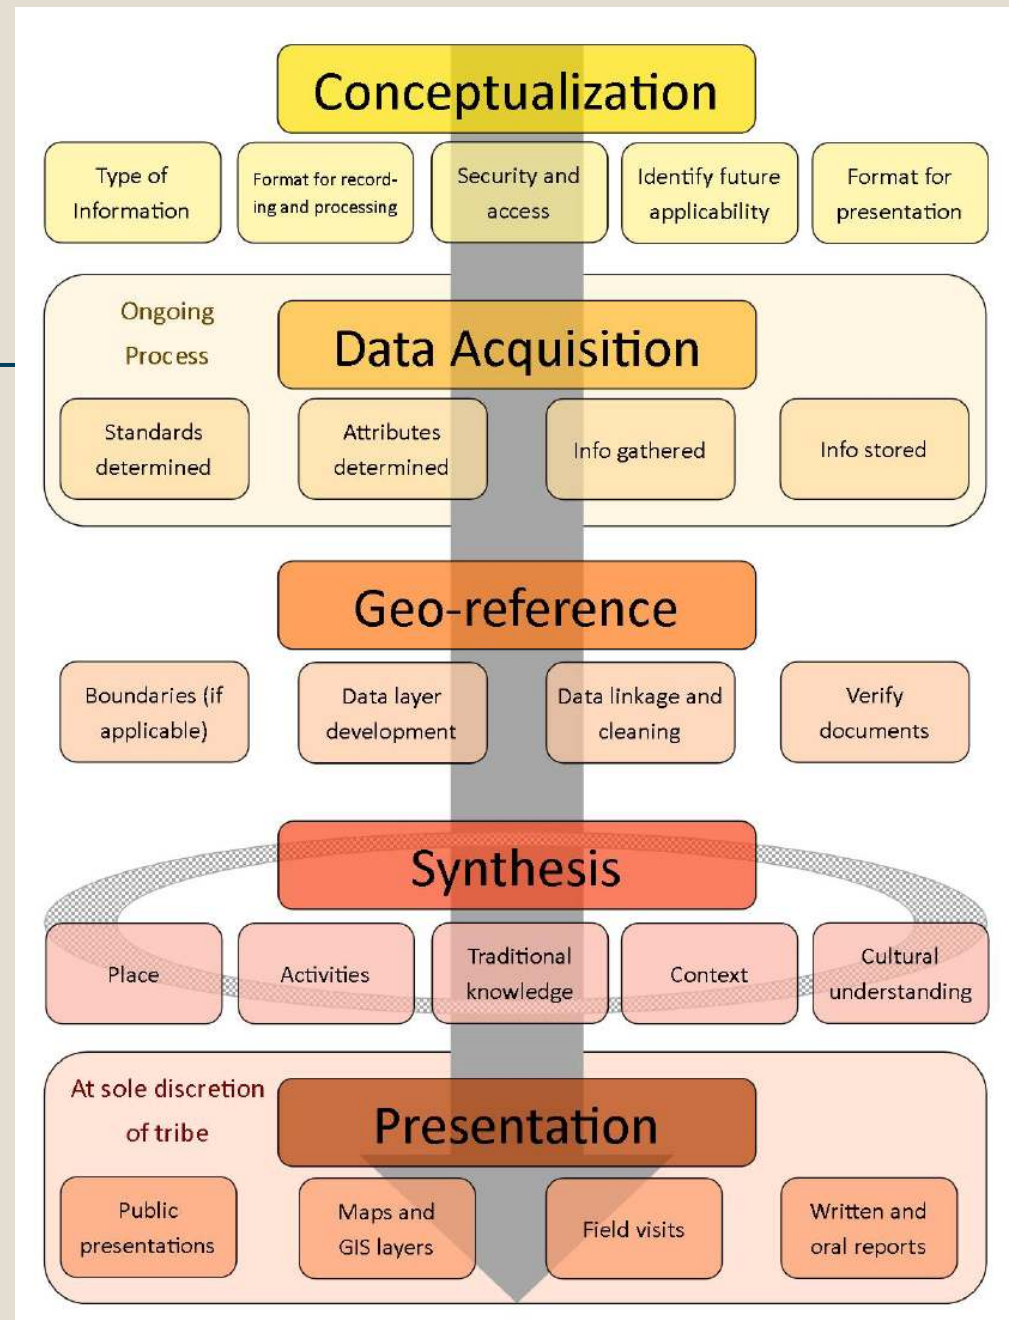 Conceptualization
Type of
Information
Format for record-
ing and processing
Security and
access
Identify future
applicability
Format for
presentation
Ongoing
Process
Data Acquisition
Standards
determined
Attributes
determined
Info gathered
Info stored
Geo-reference
Boundaries (if
applicable)
Data layer
development
Data linkage and
cleaning
Verify
documents
Synthesis
Place
Activities
Traditional
knowledge
Context
Cultural
understanding
At sole discretion
of tribe
Presentation
Public
presentations
Maps and
GIS layers
Field visits
Written and
oral reports